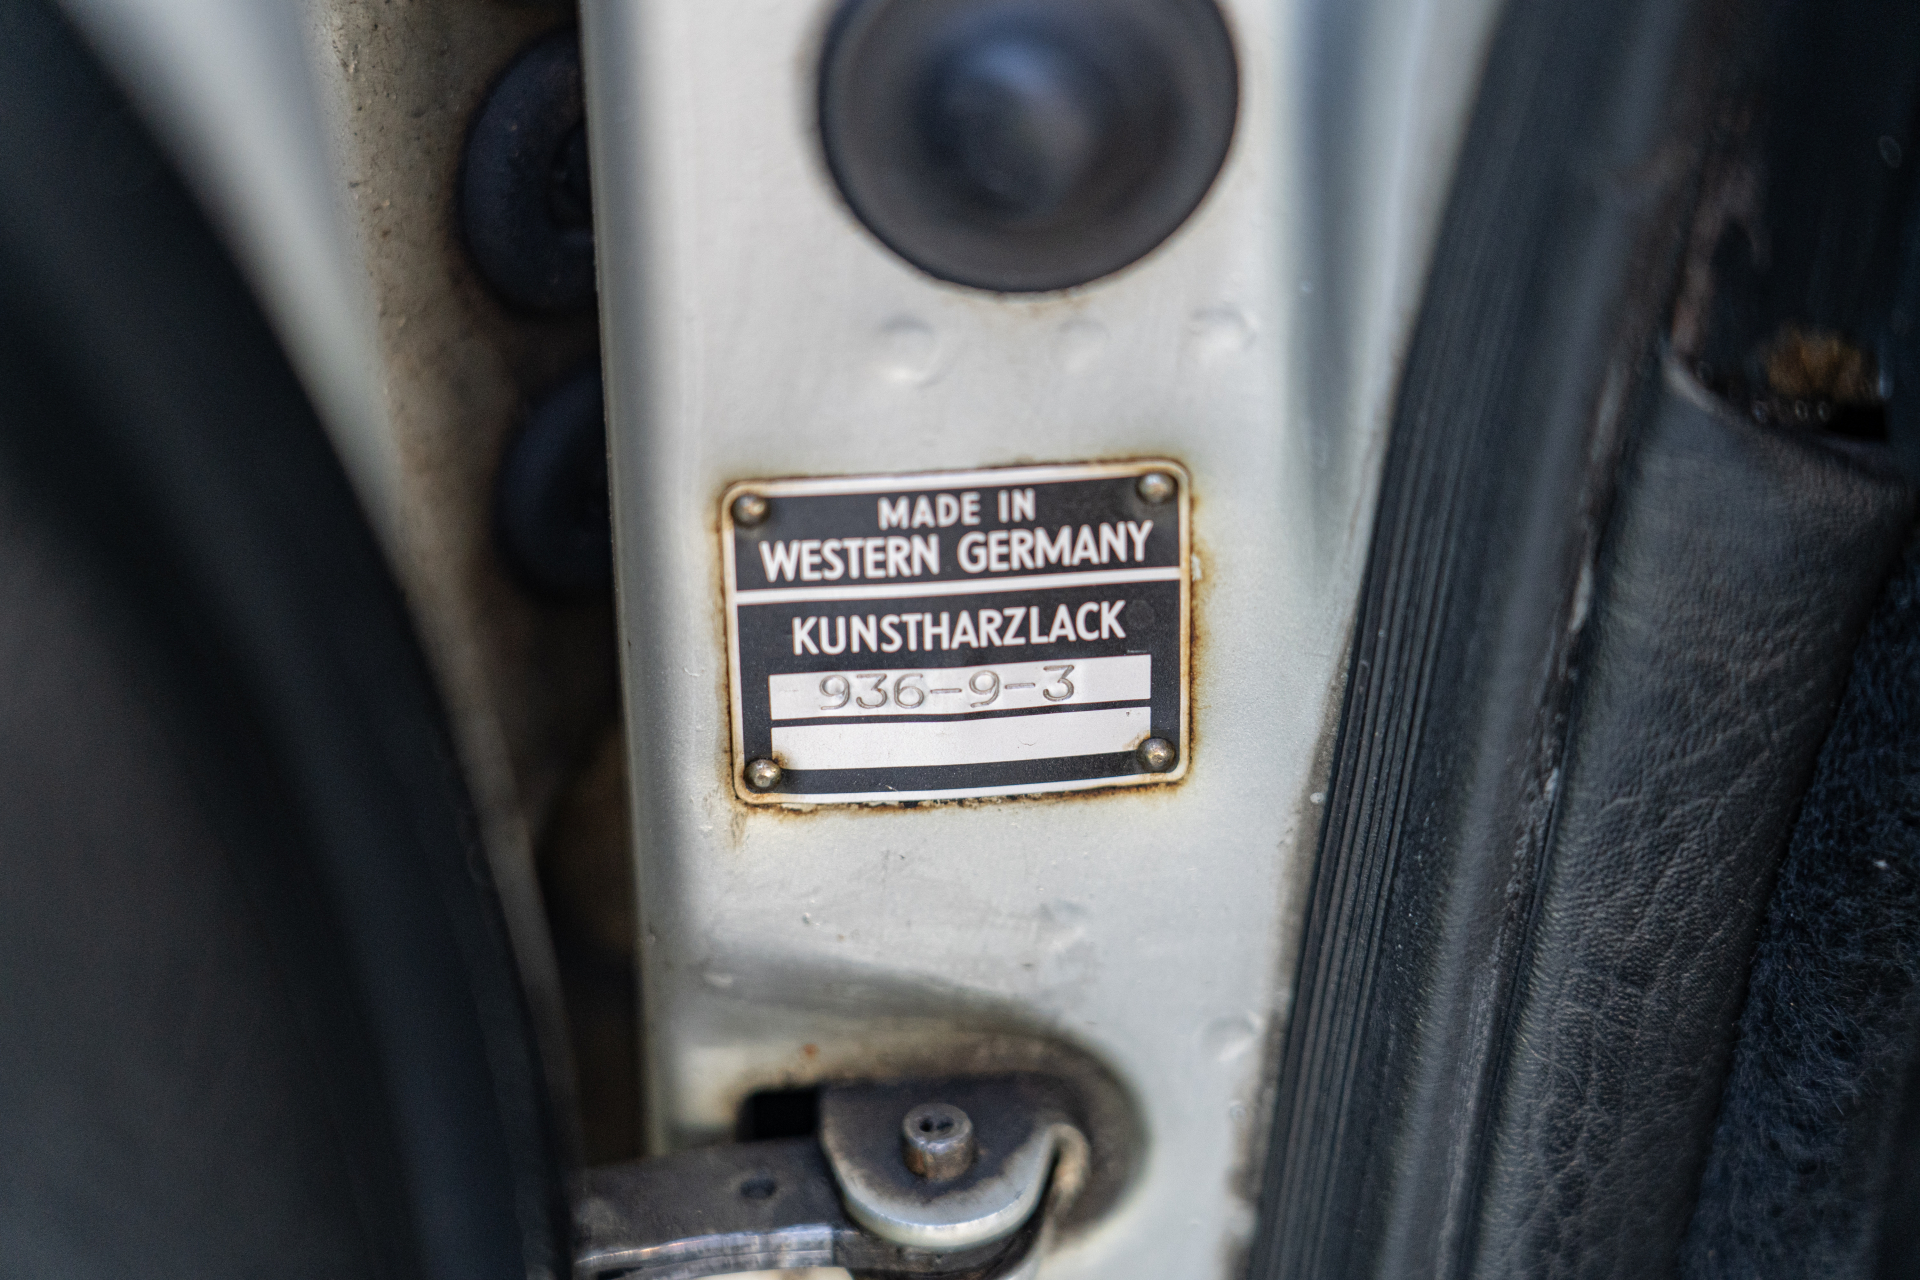 MADE IN
WESTERN GERMANY
KUNSTHARZLACK
936-9-3